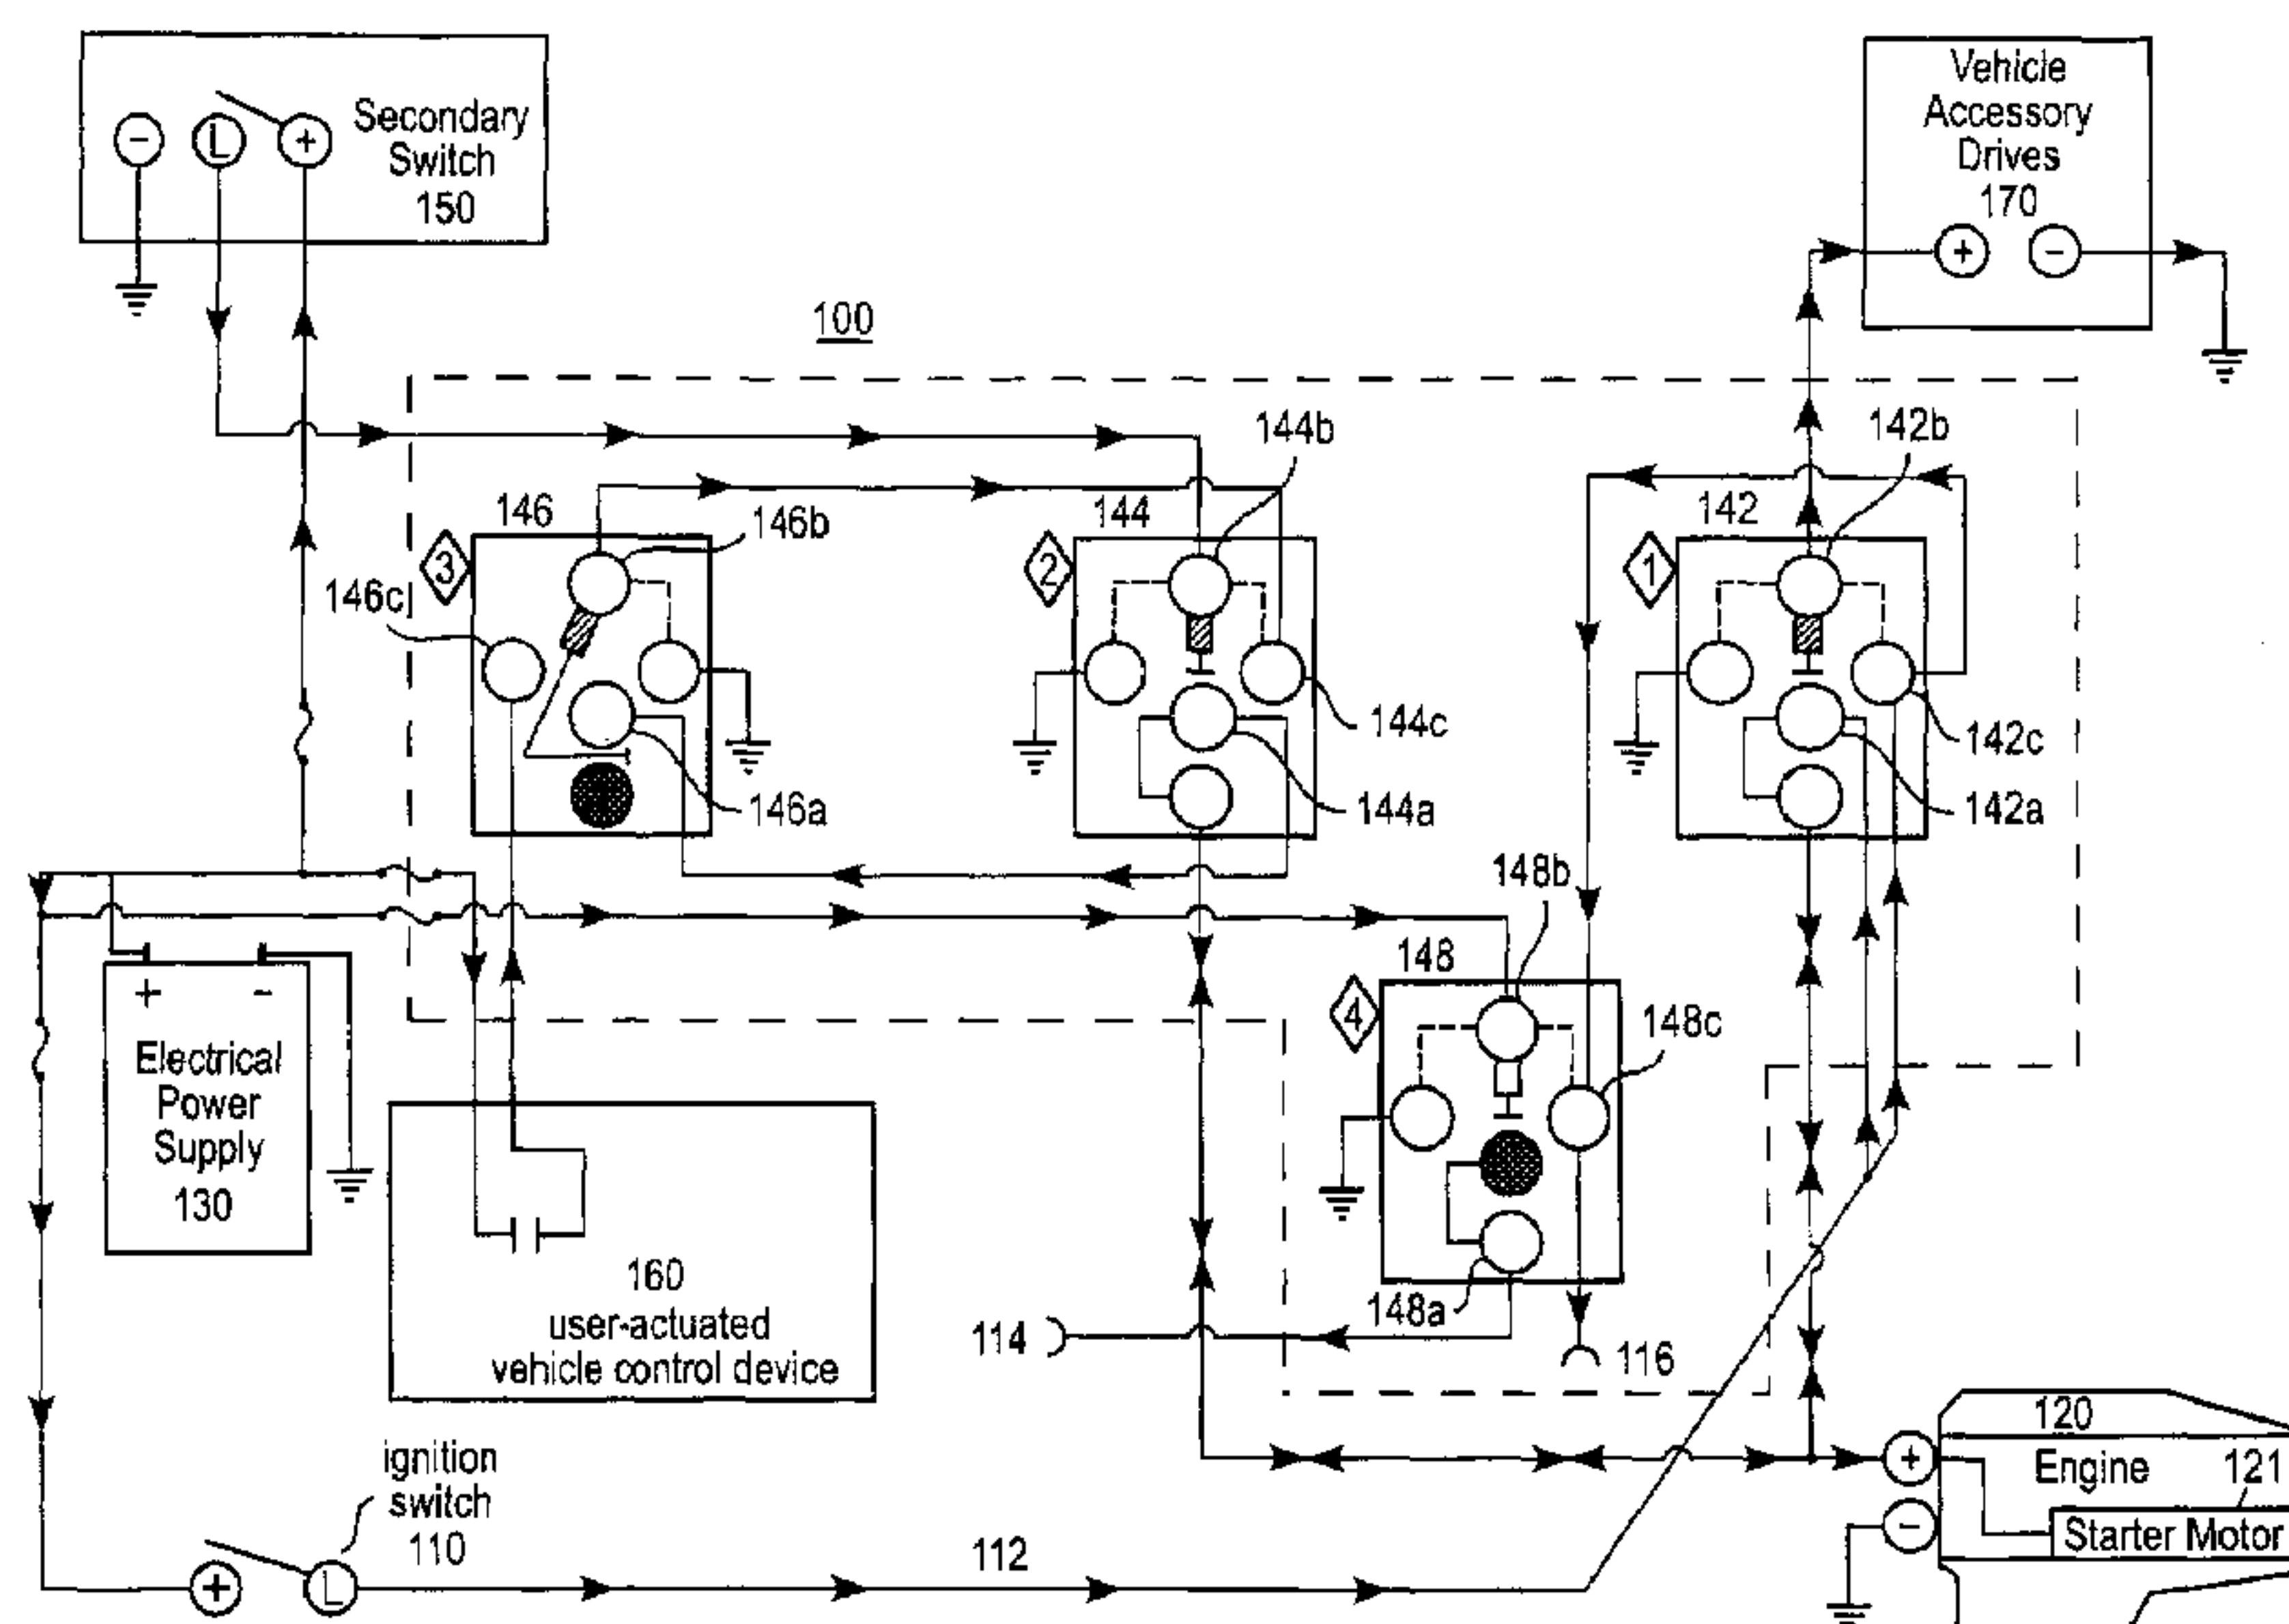 Secondary
Switch
150
- L +
Vehicle
Accessory
Drives
170
+ -
100
144b
142b
146
146b
144
142
3
2
1
146c
144c
142c
146a
144a
142a
148b
148
4
148c
+ -
Electrical
Power
Supply
130
160
user-actuated
vehicle control device
148a
114
116
120
Engine
121
Starter Motor
+
-
ignition
switch
110
112
+ L